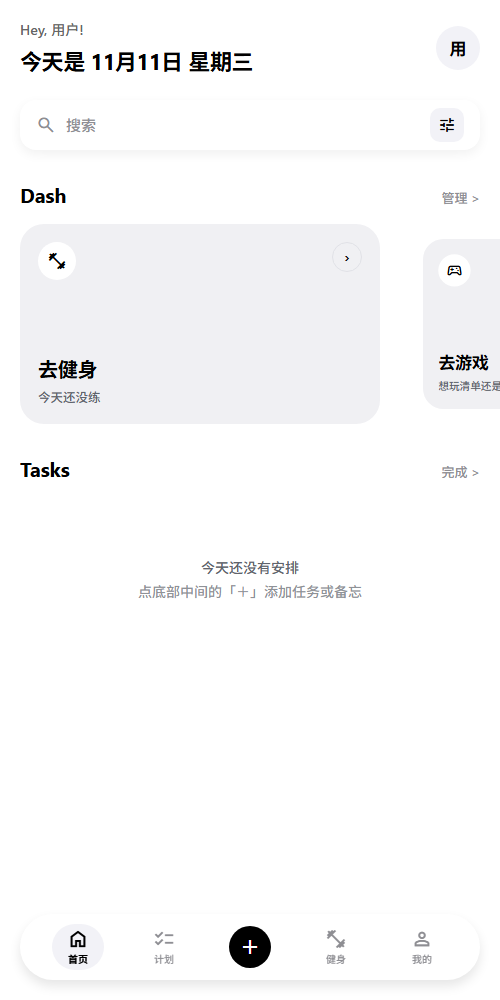 Hey, 用户!
今天是 11月11日 星期三
用
搜索
Dash
管理 >
›
去健身
今天还没练
去游戏
想玩清单还是
Tasks
完成 >
今天还没有安排
点底部中间的「＋」添加任务或备忘
首页
计划
+
健身
我的